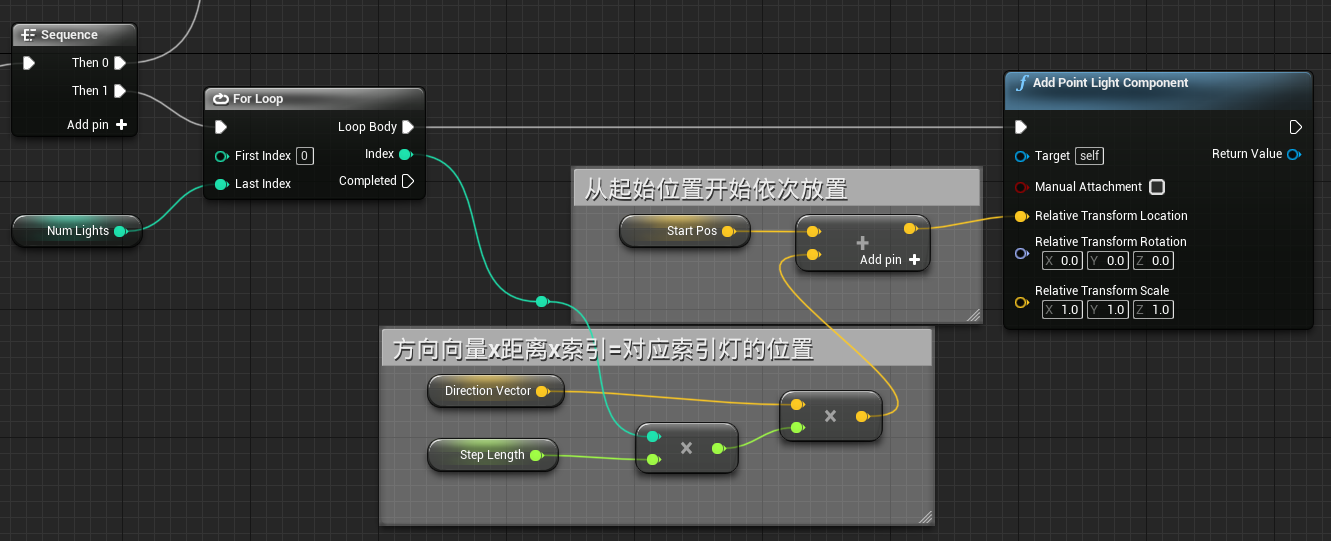 Sequence
Then 0
Then 1
Add pin
For Loop
Loop Body
First Index 0
Index
Last Index
Completed
Num Lights
从起始位置开始依次放置
Start Pos
Add pin
方向向量x距离x索引=对应索引灯的位置
Direction Vector
Step Length
Add Point Light Component
Target self
Return Value
Manual Attachment
Relative Transform Location
Relative Transform Rotation
X 0.0 Y 0.0 Z 0.0
Relative Transform Scale
X 1.0 Y 1.0 Z 1.0